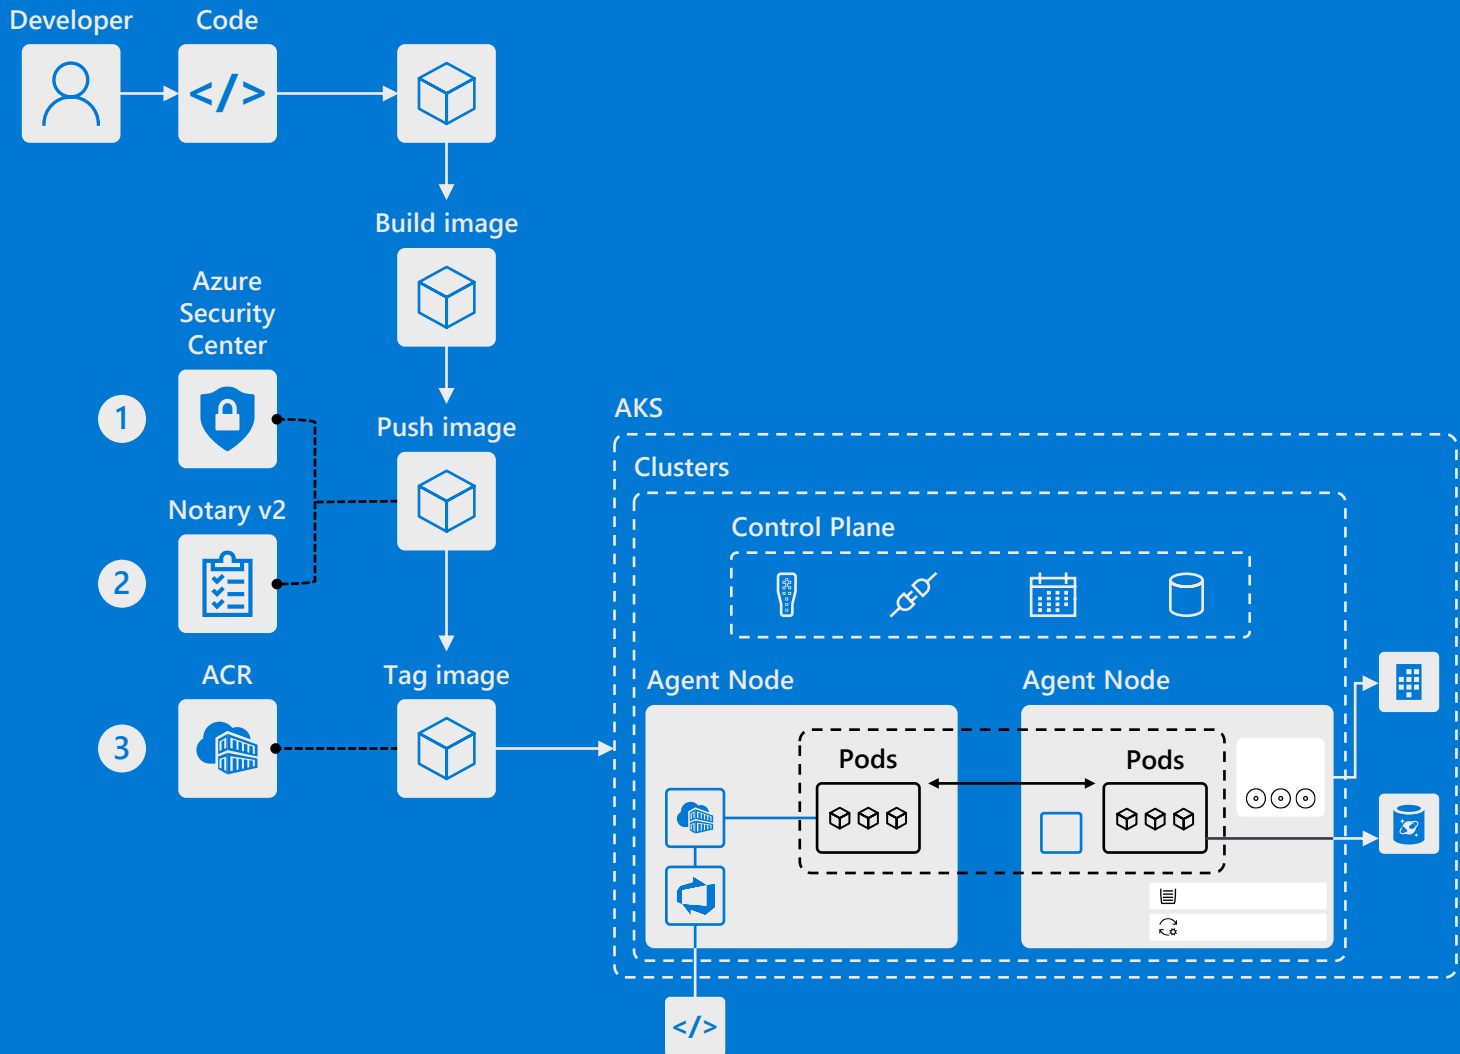 Developer
Code
</>
Build image
Azure
Security
Center
1
Push image
Notary v2
2
ACR
3
Tag image
AKS
Clusters
Control Plane
Agent Node
Agent Node
Pods
Pods
</>